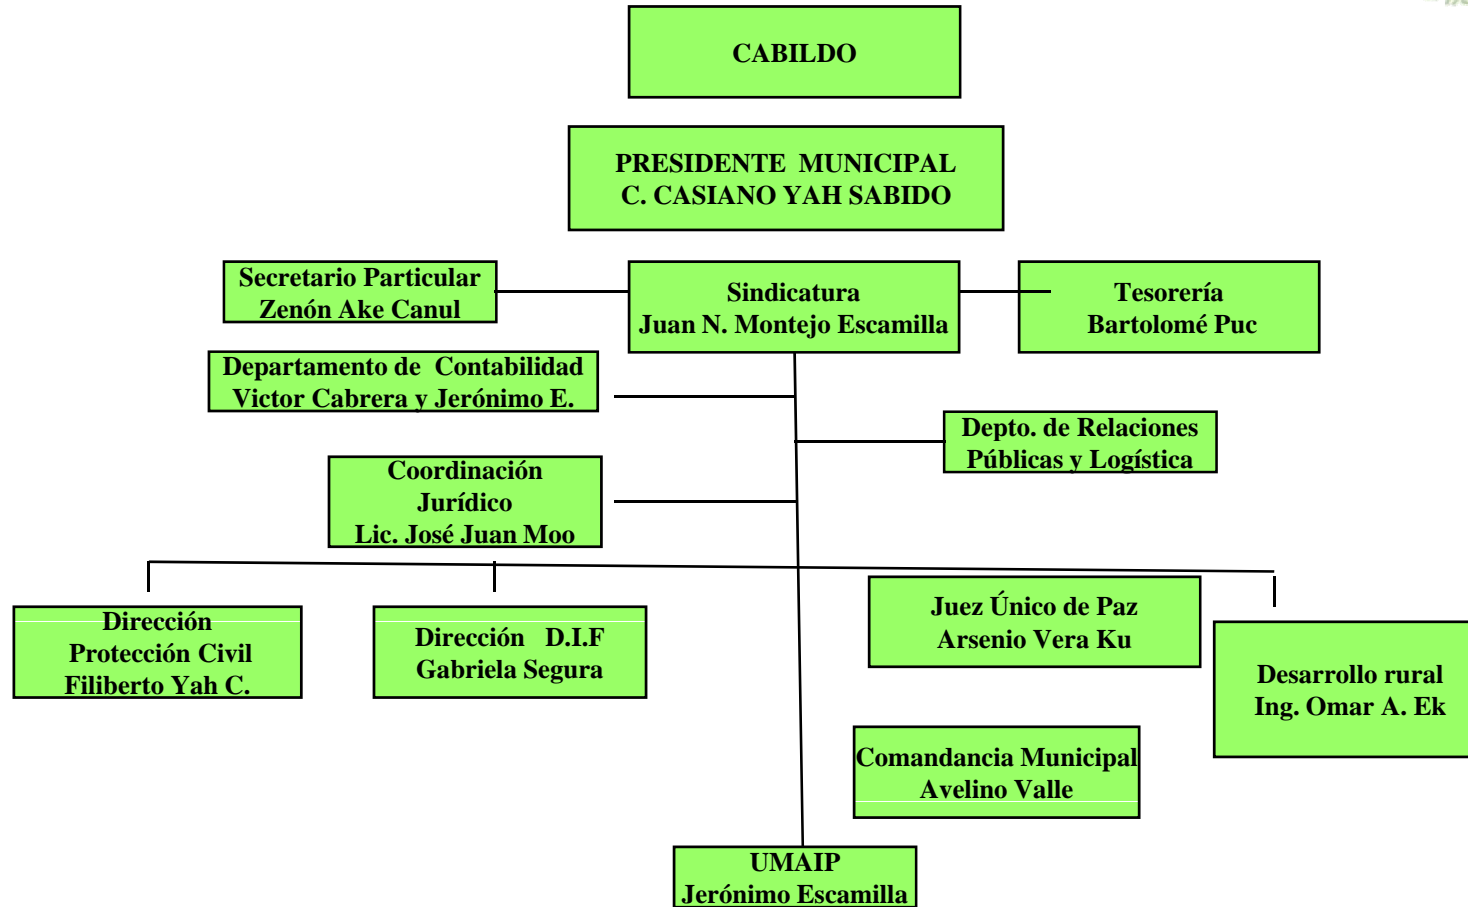 CABILDO
PRESIDENTE MUNICIPAL
C. CASIANO YAH SABIDO
Secretario Particular
Zenón Ake Canul
Sindicatura
Juan N. Montejo Escamilla
Tesorería
Bartolomé Puc
Departamento de Contabilidad
Victor Cabrera y Jerónimo E.
Depto. de Relaciones
Públicas y Logística
Coordinación
Jurídico
Lic. José Juan Moo
Dirección
Protección Civil
Filiberto Yah C.
Dirección D.I.F
Gabriela Segura
Juez Único de Paz
Arsenio Vera Ku
Desarrollo rural
Ing. Omar A. Ek
Comandancia Municipal
Avelino Valle
UMAIP
Jerónimo Escamilla